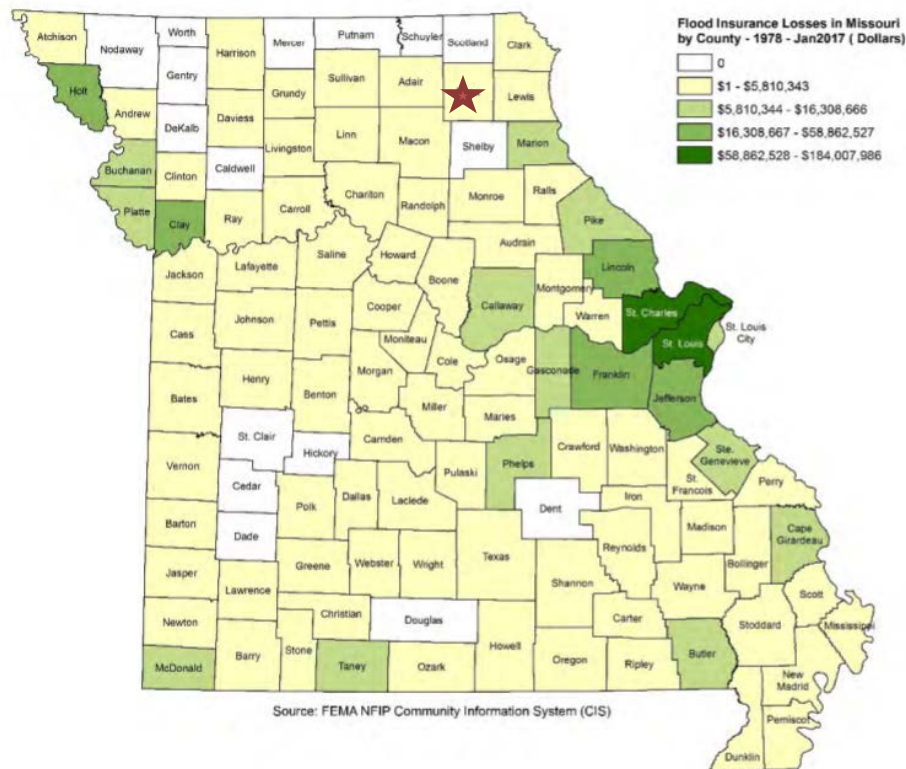 Flood Insurance Losses in Missouri
by County - 1978 - Jan2017 ( Dollars)
0
$1 - $5,810,343
$5,810,344 - $16,308,666
$16,308,667 - $58,862,527
$58,862,528 - $184,007,986
Atchison
Nodaway
Worth
Harrison
Mercer
Putnam
Schuyler
Scotland
Clark
Gentry
Holt
Andrew
DeKalb
Daviess
Grundy
Sullivan
Adair
Lewis
Livingston
Linn
Macon
Shelby
Marion
Buchanan
Clinton
Caldwell
Chariton
Randolph
Monroe
Ralls
Platte
Clay
Ray
Carroll
Pike
Audrain
Saline
Howard
Boone
Lincoln
Jackson
Lafayette
Cooper
Callaway
Montgomery
Warren
St. Charles
St. Louis
City
St. Louis
Cass
Johnson
Pettis
Moniteau
Cole
Osage
Gasconade
Franklin
Jefferson
Morgan
Henry
Benton
Miller
Maries
Bates
St. Clair
Hickory
Camden
Pulaski
Phelps
Crawford
Washington
Ste.
Genevieve
St.
Francois
Perry
Vernon
Cedar
Polk
Dallas
Laclede
Dent
Iron
Madison
Cape
Girardeau
Barton
Dade
Reynolds
Bollinger
Jasper
Greene
Webster
Wright
Texas
Shannon
Wayne
Lawrence
Scott
Newton
Christian
Douglas
Carter
Stoddard
Mississippi
McDonald
Barry
Stone
Taney
Ozark
Howell
Oregon
Ripley
Butler
New
Madrid
Pemiscot
Dunklin
Source: FEMA NFIP Community Information System (CIS)